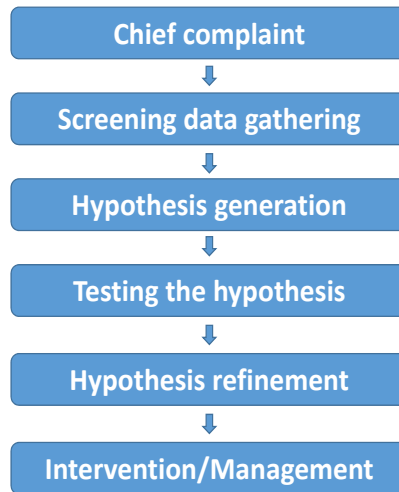 Chief complaint
Screening data gathering
Hypothesis generation
Testing the hypothesis
Hypothesis refinement
Intervention/Management